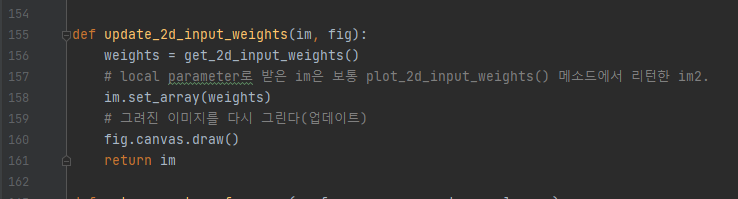 154
155 def update_2d_input_weights(im, fig):
156 weights = get_2d_input_weights()
157 # local parameter로 받은 im은 보통 plot_2d_input_weights() 메소드에서 리턴한 im2.
158 im.set_array(weights)
159 # 그려진 이미지를 다시 그린다(업데이트)
160 fig.canvas.draw()
161 return im
162